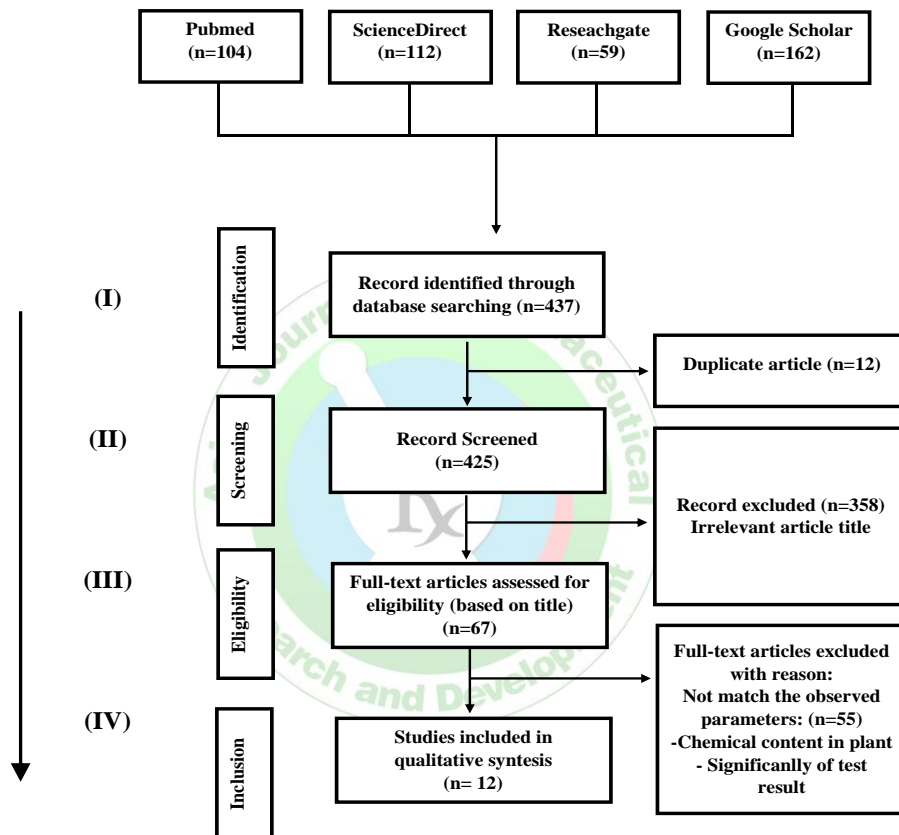 Pubmed
(n=104)
ScienceDirect
(n=112)
Reseachgate
(n=59)
Google Scholar
(n=162)
(I)
Identification
Record identified through
database searching (n=437)
Duplicate article (n=12)
(II)
Screening
Record Screened
(n=425)
Record excluded (n=358)
Irrelevant article title
(III)
Eligibility
Full-text articles assessed for
eligibility (based on title)
(n=67)
Full-text articles excluded
with reason:
Not match the observed
parameters: (n=55)
-Chemical content in plant
- Significanlly of test
result
(IV)
Inclusion
Studies included in
qualitative syntesis
(n= 12)
Rx
and Development